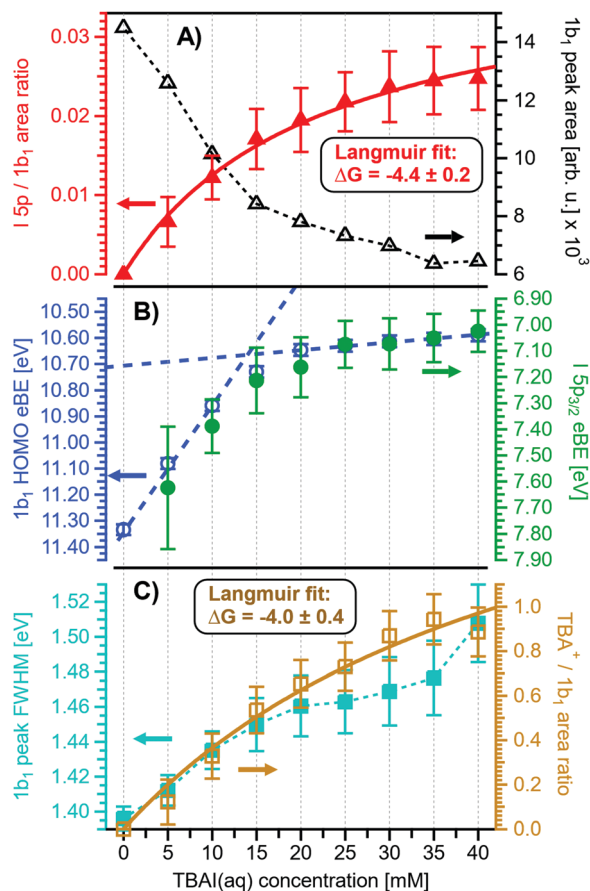 A)
0.03
0.02
0.01
0.00
I 5p / 1b₁ area ratio
14
12
10
8
6
1b₁ peak area [arb. u.] x 10³
Langmuir fit:
ΔG = -4.4 ± 0.2
B)
10.50
10.60
10.70
10.80
10.90
11.00
11.10
11.20
11.30
11.40
1b₁ HOMO eBE [eV]
6.90
7.00
7.10
7.20
7.30
7.40
7.50
7.60
7.70
7.80
7.90
I 5p₃/₂ eBE [eV]
C)
Langmuir fit:
ΔG = -4.0 ± 0.4
1.52
1.50
1.48
1.46
1.44
1.42
1.40
1b₁ peak FWHM
[eV]
1.0
0.8
0.6
0.4
0.2
0.0
TBA⁺ / 1b₁
area ratio
0 5 10 15 20 25 30 35 40
TBAI(aq) concentration [mM]